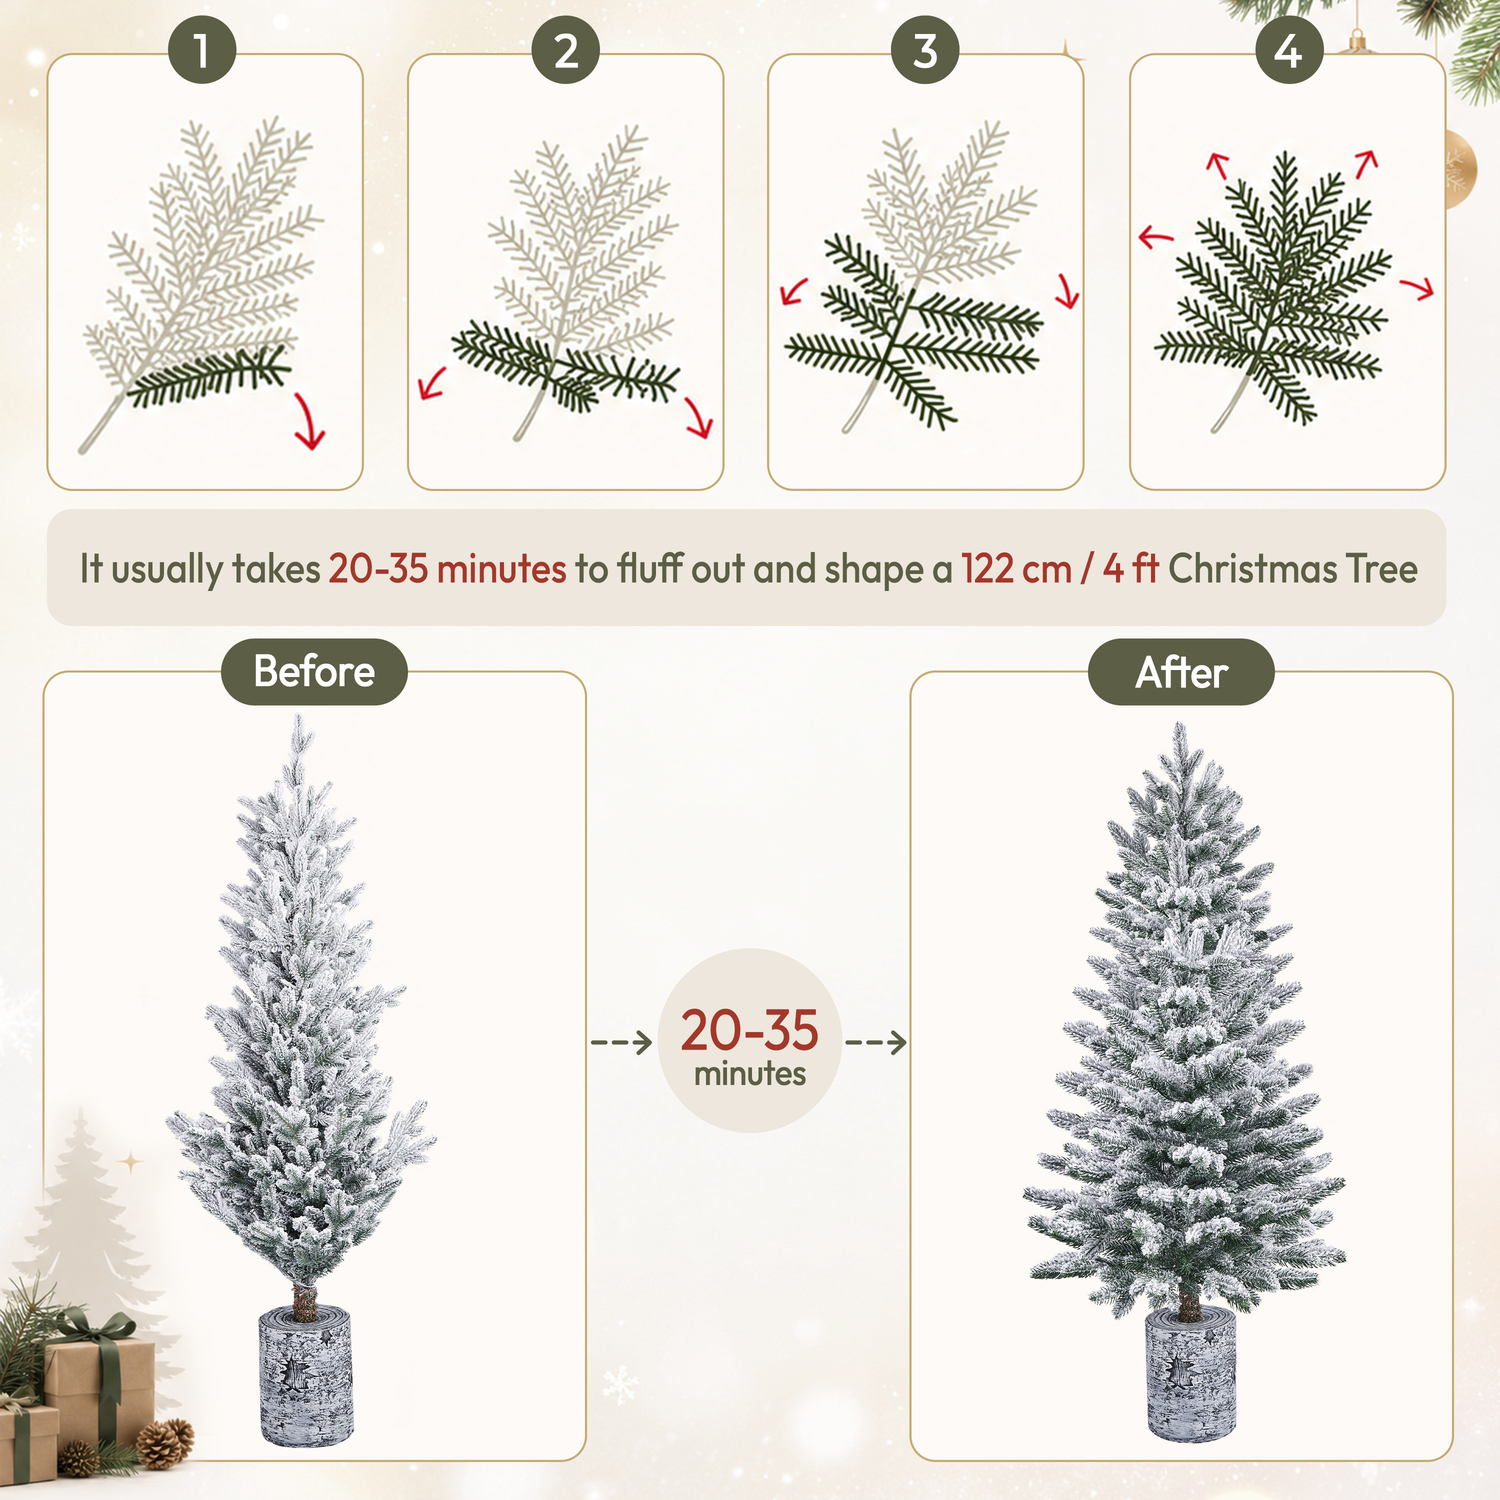 1
2
3
4
It usually takes 20-35 minutes to fluff out and shape a 122 cm / 4 ft Christmas Tree
Before
After
20-35
minutes